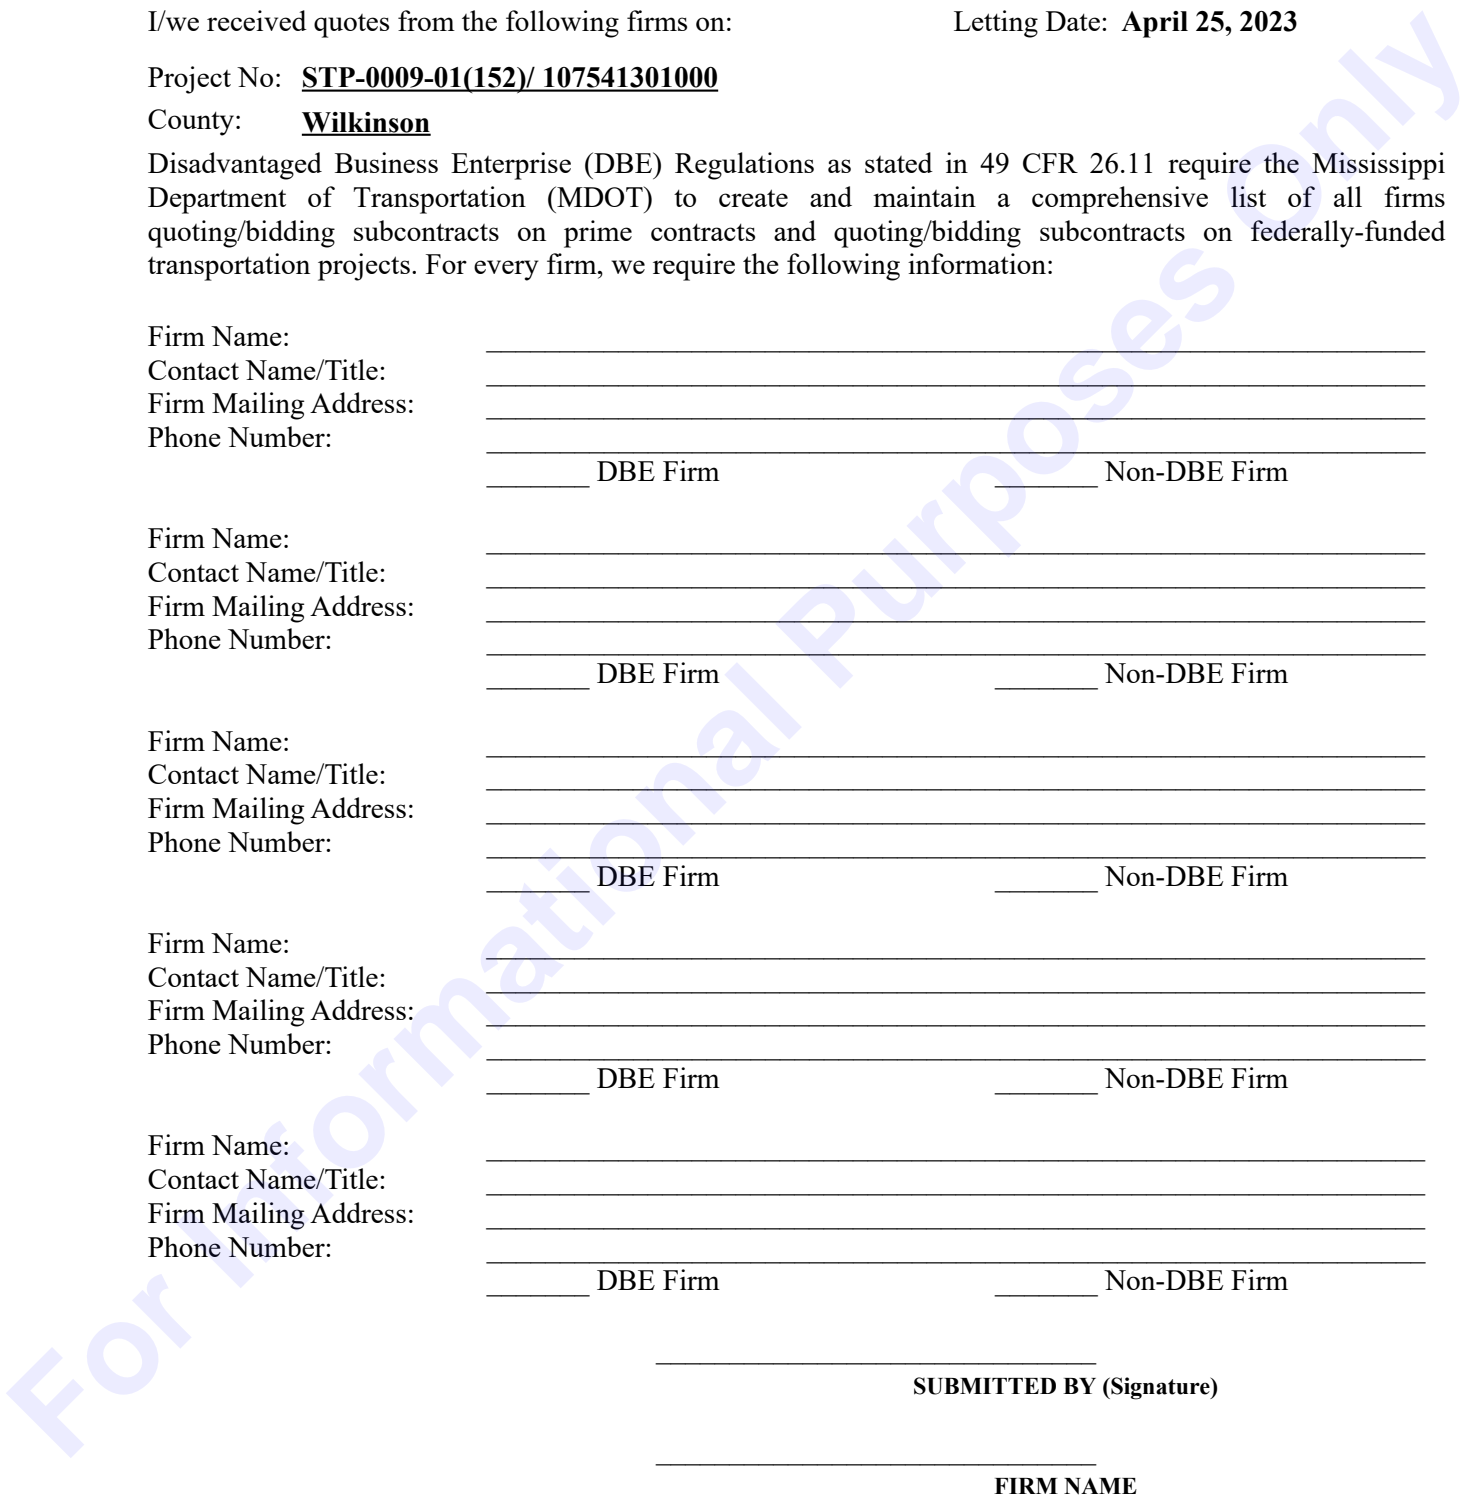 I/we received quotes from the following firms on: Letting Date: April 25, 2023
Project No: STP-0009-01(152)/ 107541301000
County: Wilkinson
Disadvantaged Business Enterprise (DBE) Regulations as stated in 49 CFR 26.11 require the Mississippi
Department of Transportation (MDOT) to create and maintain a comprehensive list of all firms
quoting/bidding subcontracts on prime contracts and quoting/bidding subcontracts on federally-funded
transportation projects. For every firm, we require the following information:
Firm Name:
Contact Name/Title:
Firm Mailing Address:
Phone Number:
DBE Firm Non-DBE Firm
Firm Name:
Contact Name/Title:
Firm Mailing Address:
Phone Number:
DBE Firm Non-DBE Firm
Firm Name:
Contact Name/Title:
Firm Mailing Address:
Phone Number:
DBE Firm Non-DBE Firm
Firm Name:
Contact Name/Title:
Firm Mailing Address:
Phone Number:
DBE Firm Non-DBE Firm
Firm Name:
Contact Name/Title:
Firm Mailing Address:
Phone Number:
DBE Firm Non-DBE Firm
SUBMITTED BY (Signature)
FIRM NAME
For Informational Purposes Only